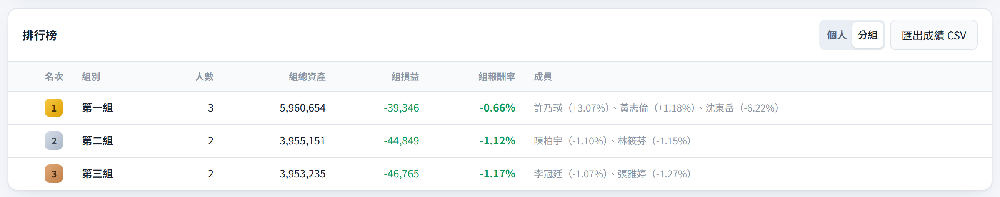 排行榜
個人 分組 匯出成績 CSV
名次 組別 人數 組總資產 組損益 組報酬率 成員
1 第一組 3 5,960,654 -39,346 -0.66% 許乃瑛（+3.07%）、黃志倫（+1.18%）、沈東岳（-6.22%）
2 第二組 2 3,955,151 -44,849 -1.12% 陳柏宇（-1.10%）、林筱芬（-1.15%）
3 第三組 2 3,953,235 -46,765 -1.17% 李冠廷（-1.07%）、張雅婷（-1.27%）